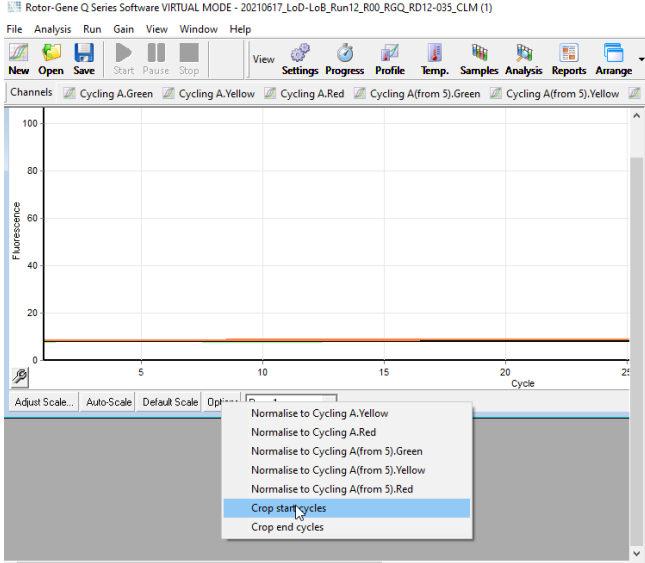 Rotor-Gene Q Series Software VIRTUAL MODE - 20210617_LoD-LoB_Run12_R00_RGQ_RD12-035_CLM (1)
File Analysis Run Gain View Window Help
New Open Save Start Pause Stop View Settings Progress Profile Temp. Samples Analysis Reports Arrange
Channels Cycling A.Green Cycling A.Yellow Cycling A.Red Cycling A(from 5).Green Cycling A(from 5).Yellow
100
80
60
40
20
0
Fluorescence
5 10 15 20 25
Cycle
Adjust Scale... Auto-Scale Default Scale
Normalise to Cycling A.Yellow
Normalise to Cycling A.Red
Normalise to Cycling A(from 5).Green
Normalise to Cycling A(from 5).Yellow
Normalise to Cycling A(from 5).Red
Crop start cycles
Crop end cycles